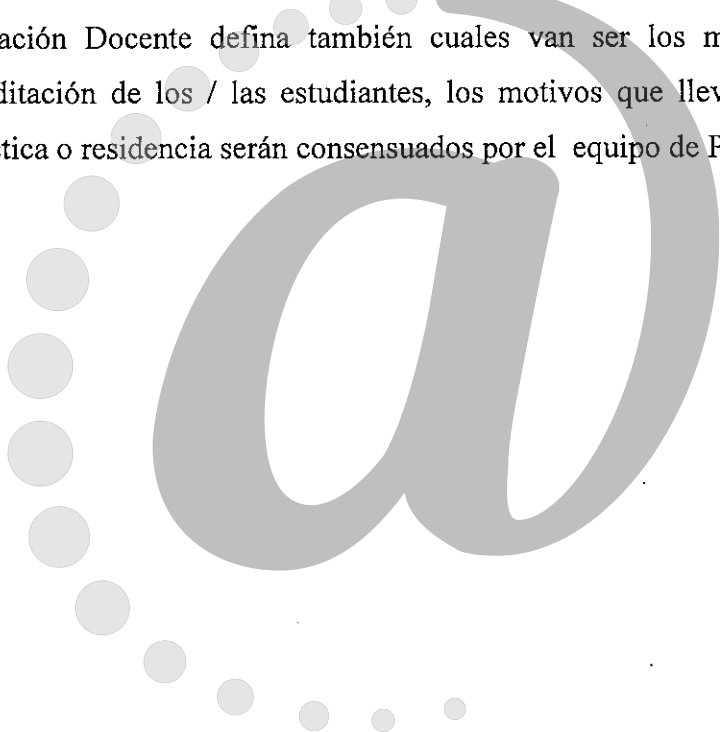 ación Docente defina también cuales van ser los m
ditación de los / las estudiantes, los motivos que llev
stica o residencia serán consensuados por el equipo de P